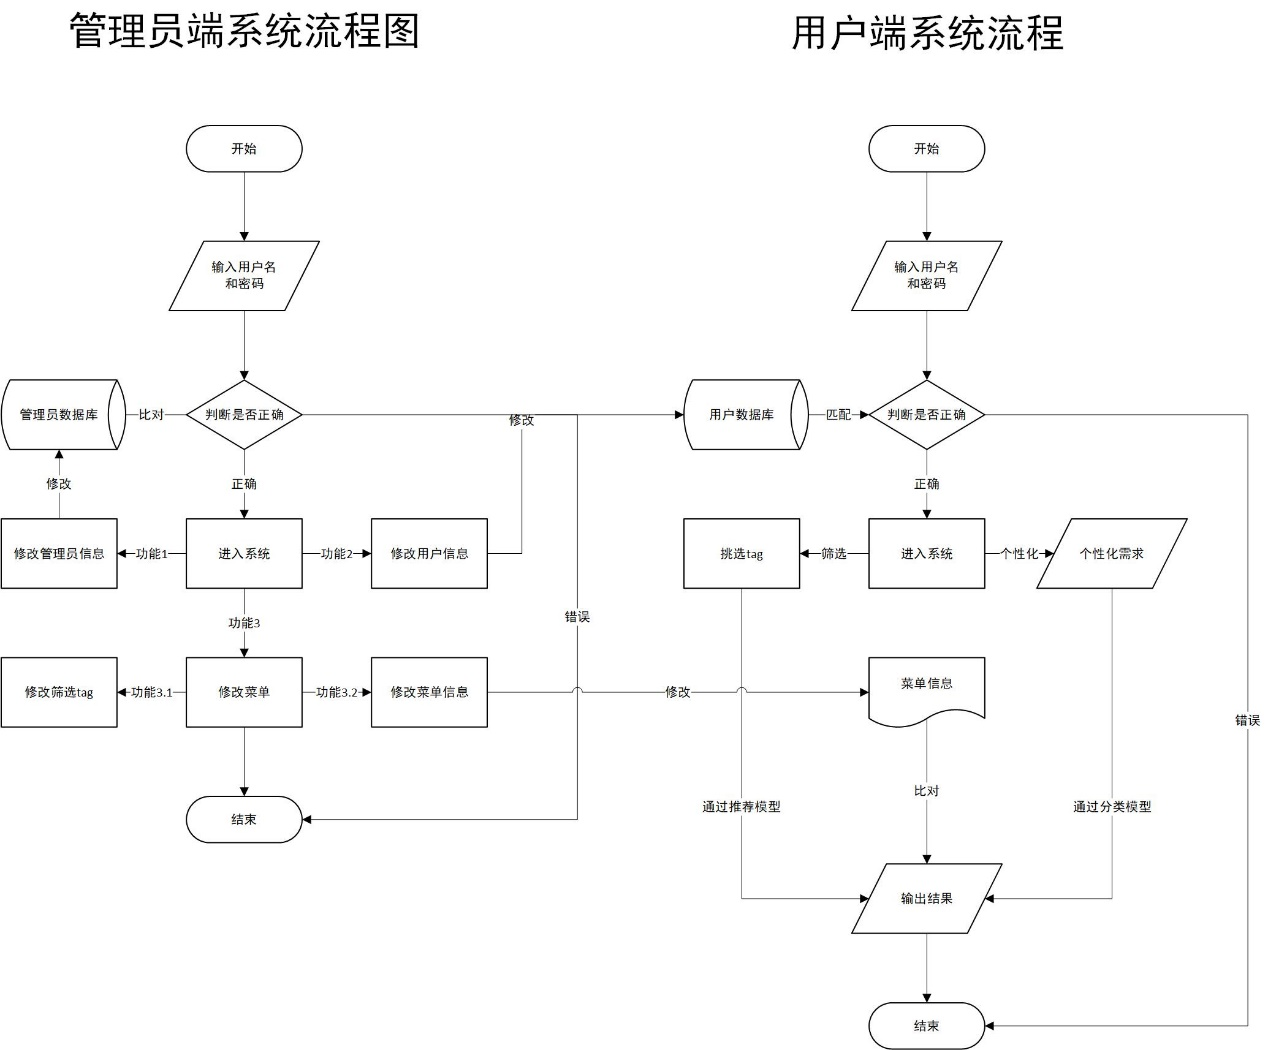 管理员端系统流程图
开始
输入用户名
和密码
管理员数据库
比对
判断是否正确
修改
修改
正确
修改管理员信息
功能1
进入系统
功能2
修改用户信息
错误
功能3
修改筛选tag
功能3.1
修改菜单
功能3.2
修改菜单信息
修改
结束
用户端系统流程
开始
输入用户名
和密码
用户数据库
匹配
判断是否正确
正确
挑选tag
筛选
进入系统
个性化
个性化需求
菜单信息
错误
通过推荐模型
比对
通过分类模型
输出结果
结束